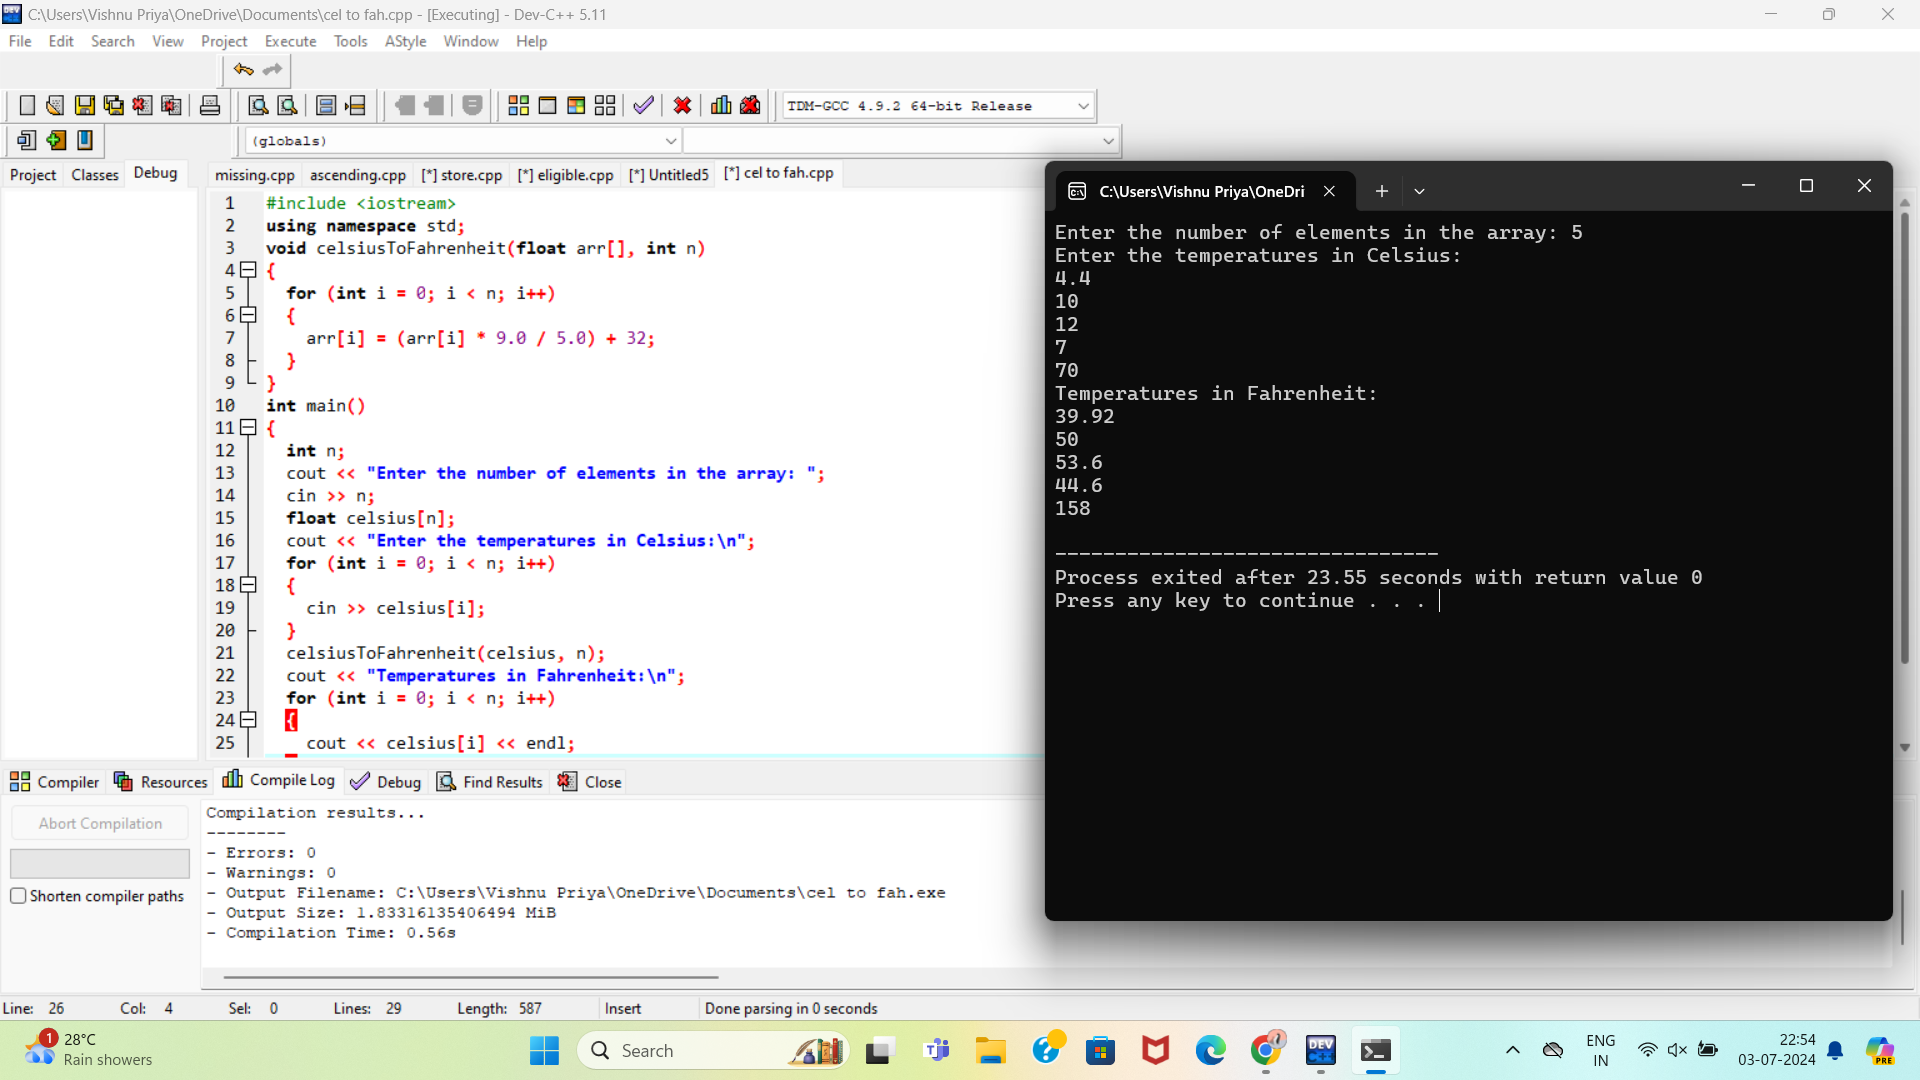 C:\Users\Vishnu Priya\OneDrive\Documents\cel to fah.cpp - [Executing] - Dev-C++ 5.11
File Edit Search View Project Execute Tools AStyle Window Help
TDM-GCC 4.9.2 64-bit Release
(globals)
Project Classes Debug
missing.cpp ascending.cpp [*] store.cpp [*] eligible.cpp [*] Untitled5 [*] cel to fah.cpp
1 #include <iostream>
2 using namespace std;
3 void celsiusToFahrenheit(float arr[], int n)
4 {
5 for (int i = 0; i < n; i++)
6 {
7 arr[i] = (arr[i] * 9.0 / 5.0) + 32;
8 }
9 }
10 int main()
11 {
12 int n;
13 cout << "Enter the number of elements in the array: ";
14 cin >> n;
15 float celsius[n];
16 cout << "Enter the temperatures in Celsius:\n";
17 for (int i = 0; i < n; i++)
18 {
19 cin >> celsius[i];
20 }
21 celsiusToFahrenheit(celsius, n);
22 cout << "Temperatures in Fahrenheit:\n";
23 for (int i = 0; i < n; i++)
24 {
25 cout << celsius[i] << endl;
C:\Users\Vishnu Priya\OneDri
Enter the number of elements in the array: 5
Enter the temperatures in Celsius:
4.4
10
12
7
70
Temperatures in Fahrenheit:
39.92
50
53.6
44.6
158
--------------------------------
Process exited after 23.55 seconds with return value 0
Press any key to continue . . .
Compiler Resources Compile Log Debug Find Results Close
Abort Compilation
Shorten compiler paths
Compilation results...
--------
- Errors: 0
- Warnings: 0
- Output Filename: C:\Users\Vishnu Priya\OneDrive\Documents\cel to fah.exe
- Output Size: 1.83316135406494 MiB
- Compilation Time: 0.56s
Line: 26 Col: 4 Sel: 0 Lines: 29 Length: 587 Insert Done parsing in 0 seconds
1
28°C
Rain showers
Search
DEV
ENG
IN
22:54
03-07-2024
PRE